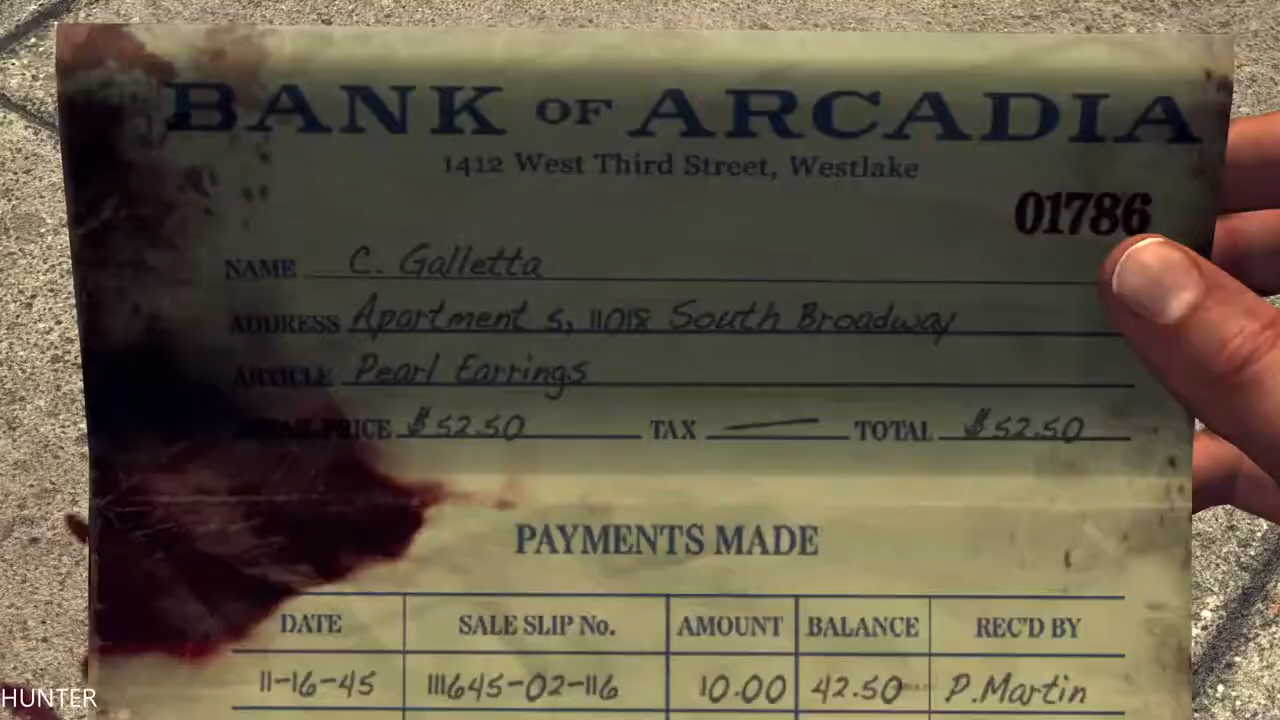 BANK OF ARCADIA
1412 West Third Street, Westlake
01786
NAME C. Galletta
ADDRESS Apartment 5, 11018 South Broadway
ARTICLE Pearl Earrings
PRICE $52.50 TAX — TOTAL $52.50
PAYMENTS MADE
DATE SALE SLIP No. AMOUNT BALANCE REC'D BY
11-16-45 111645-02-116 10.00 42.50 P. Martin
HUNTER